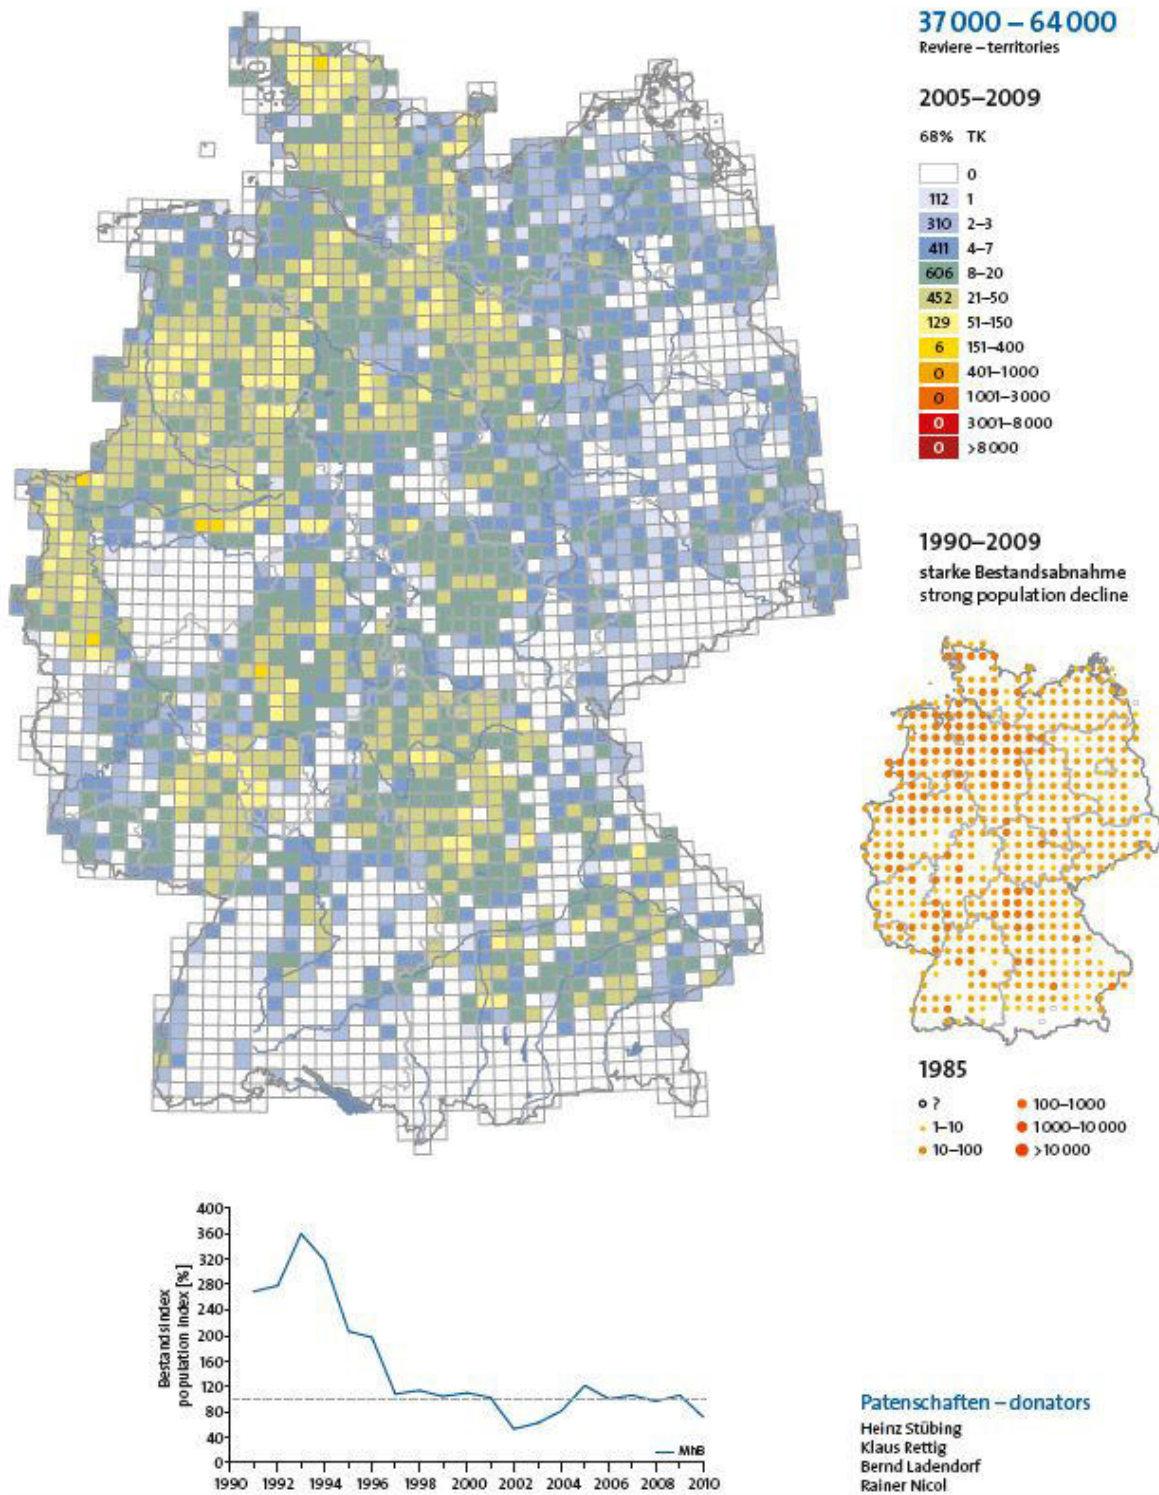 37 000 – 64 000
Reviere – territories
2005–2009
68% TK
0
112 1
310 2–3
411 4–7
606 8–20
452 21–50
129 51–150
6 151–400
0 401–1000
0 1001–3000
0 3001–8000
0 >8000
1990–2009
starke Bestandsabnahme
strong population decline
1985
? 100–1000
1–10 1000–10000
10–100 >10000
Bestandsindex
population index [%]
400
360
320
280
240
200
160
120
80
40
0
MhB
1990 1992 1994 1996 1998 2000 2002 2004 2006 2008 2010
Patenschaften – donators
Heinz Stübing
Klaus Rettig
Bernd Ladendorf
Rainer Nicol